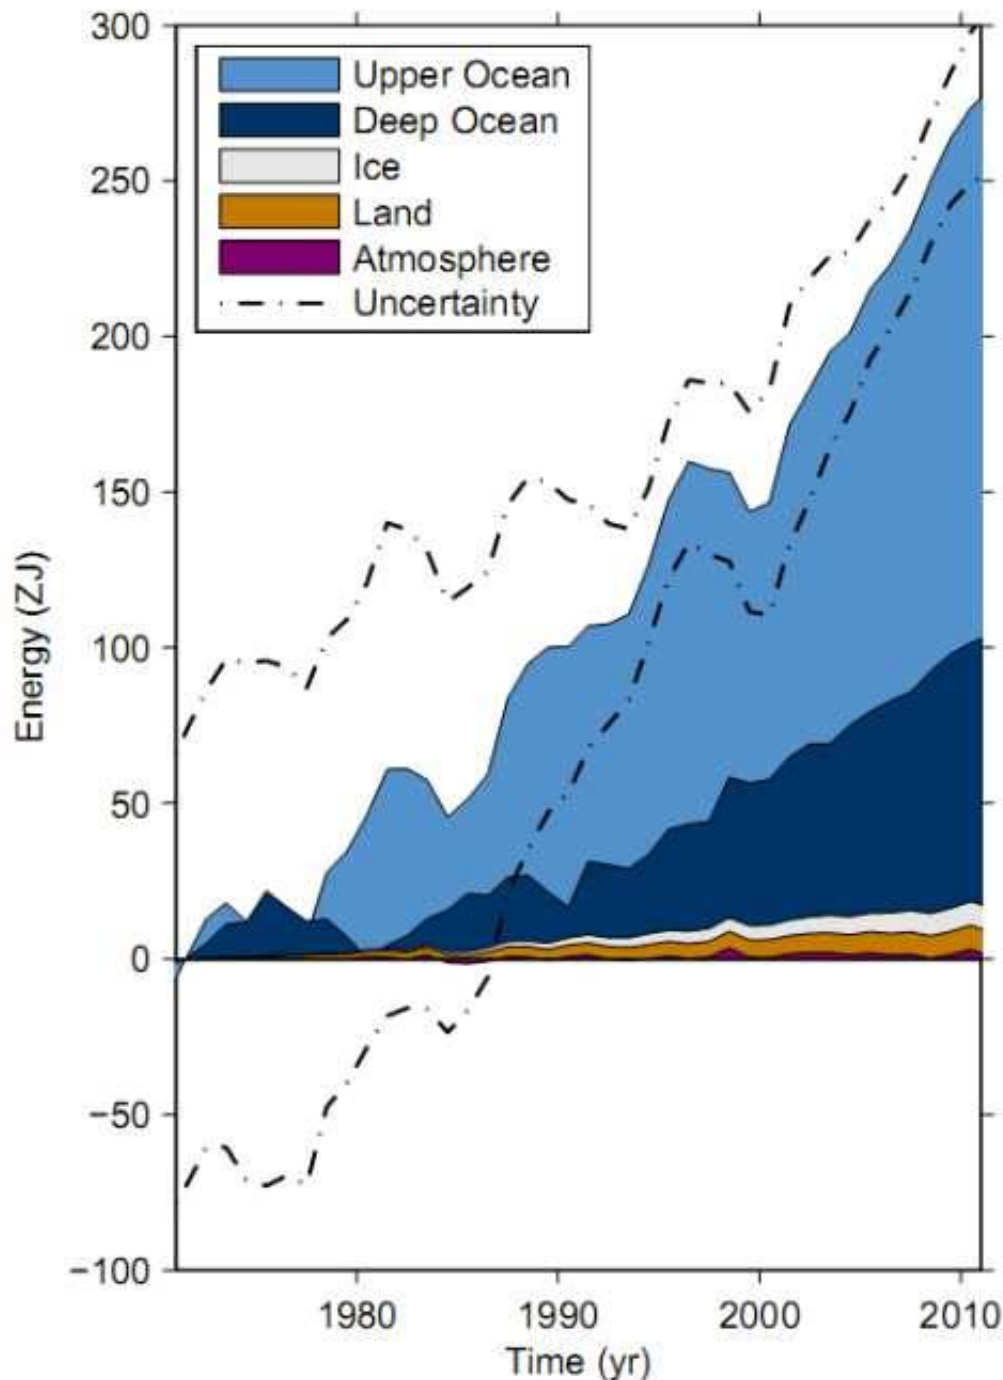 300
250
200
150
100
50
0
−50
−100
Energy (ZJ)
Upper Ocean
Deep Ocean
Ice
Land
Atmosphere
Uncertainty
1980
1990
2000
2010
Time (yr)